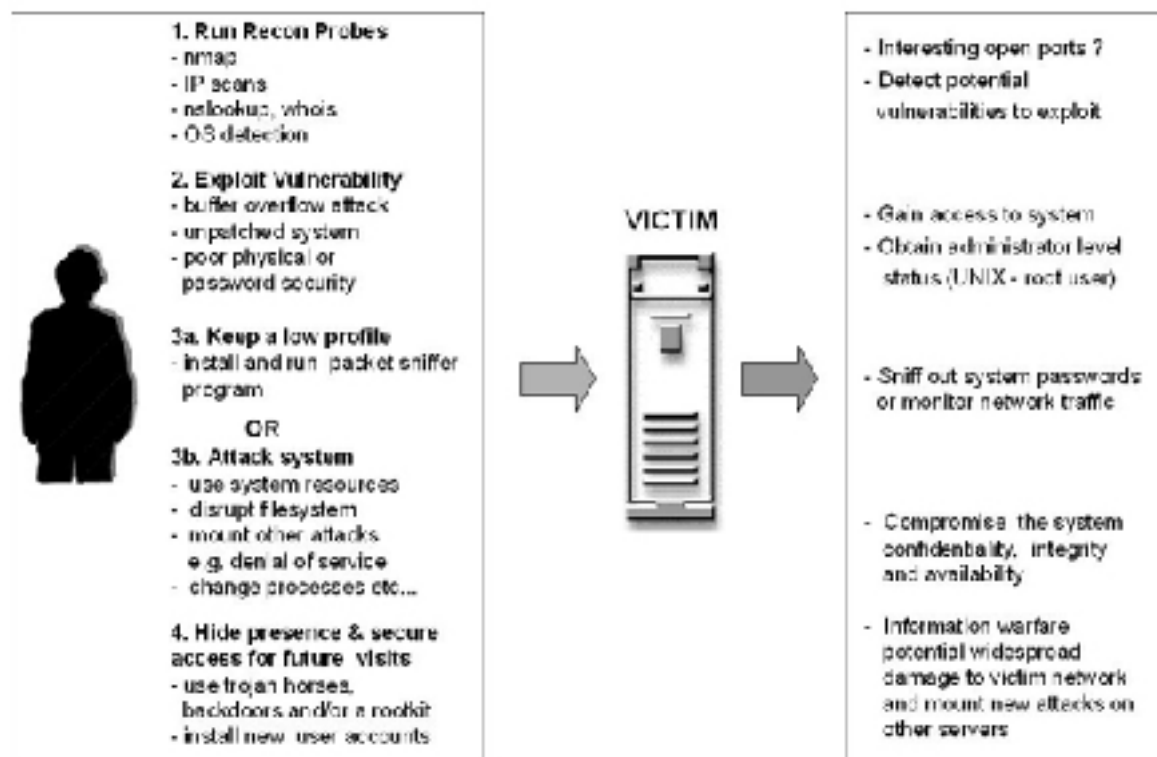 1. Run Recon Probes
- nmap
- IP scans
- nslookup, whois
- OS detection
2. Exploit Vulnerability
- buffer overflow attack
- unpatched system
- poor physical or
password security
3a. Keep a low profile
- install and run packet sniffer
program
OR
3b. Attack system
- use system resources
- disrupt filesystem
- mount other attacks
e.g, denial of service
- change processes etc...
4. Hide presence & secure
access for future visits
- use trojan horses,
backdoors and/or a rootkit
- install new user accounts
VICTIM
- Interesting open ports ?
- Detect potential
vulnerabilities to exploit
- Gain access to system
- Obtain administrator level
status (UNIX - root user)
- Sniff out system passwords
or monitor network traffic
- Compromise the system
confidentiality, integrity
and availability
- Information warfare
potential widespread
damage to victim network
and mount new attacks on
other servers